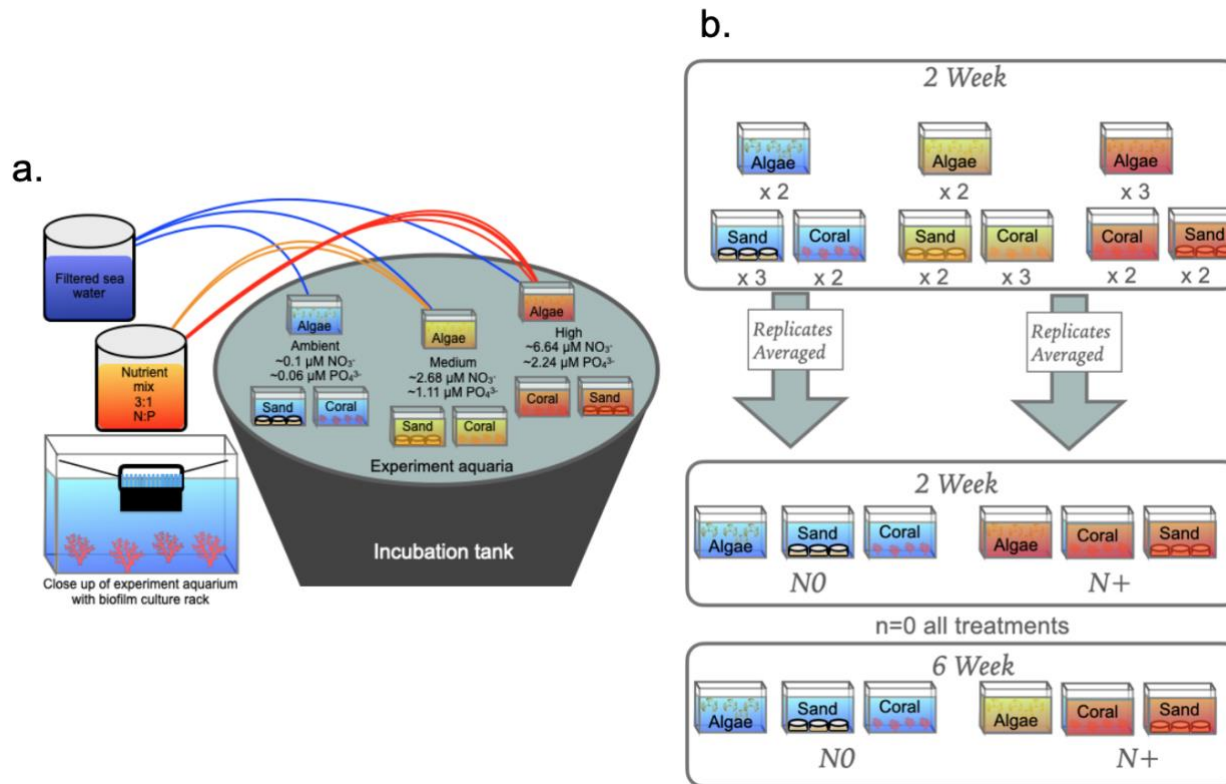 a.
Filtered sea
water
Nutrient
mix
3:1
N:P
Algae
Ambient
~0.1 µM NO₃⁻
~0.06 µM PO₄³⁻
Sand
Coral
Algae
Medium
~2.68 µM NO₃⁻
~1.11 µM PO₄³⁻
Sand
Coral
Algae
High
~6.64 µM NO₃⁻
~2.24 µM PO₄³⁻
Coral
Sand
Experiment aquaria
Incubation tank
Close up of experiment aquarium
with biofilm culture rack
b.
2 Week
Algae
Algae
Algae
x 2
x 2
x 3
Sand
Coral
Sand
Coral
Coral
Sand
x 3
x 2
x 2
x 3
x 2
x 2
Replicates
Averaged
Replicates
Averaged
2 Week
Algae
Sand
Coral
Algae
Coral
Sand
N0
N+
n=0 all treatments
6 Week
Algae
Sand
Coral
Algae
Coral
Sand
N0
N+